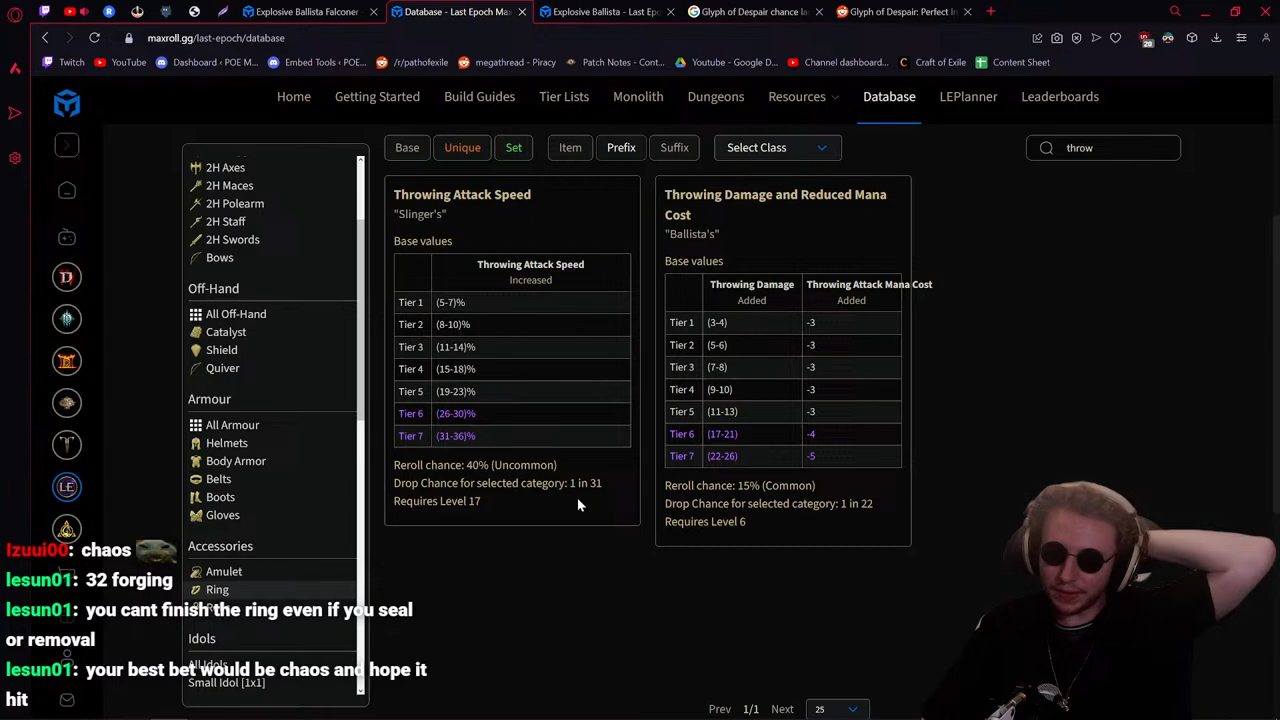 Explosive Ballista Falconer
Database - Last Epoch Max
Explosive Ballista - Last Ep
Glyph of Despair chance la
Glyph of Despair: Perfect I
maxroll.gg/last-epoch/database
20
Twitch
YouTube
Dashboard ‹ POE M...
Embed Tools ‹ POE...
/r/pathofexile
megathread - Piracy
Patch Notes - Cont...
YouTube - Google D...
Channel dashboard...
Craft of Exile
Content Sheet
Home
Getting Started
Build Guides
Tier Lists
Monolith
Dungeons
Resources
Database
LEPlanner
Leaderboards
2H Axes
2H Maces
2H Polearm
2H Staff
2H Swords
Bows
Off-Hand
All Off-Hand
Catalyst
Shield
Quiver
Armour
All Armour
Helmets
Body Armor
Belts
Boots
Gloves
Accessories
Amulet
Ring
Idols
Small Idol [1x1]
Base
Unique
Set
Item
Prefix
Suffix
Select Class
throw
Throwing Attack Speed
"Slinger's"
Base values
Throwing Attack Speed
Increased
Tier 1 (5-7)%
Tier 2 (8-10)%
Tier 3 (11-14)%
Tier 4 (15-18)%
Tier 5 (19-23)%
Tier 6 (26-30)%
Tier 7 (31-36)%
Reroll chance: 40% (Uncommon)
Drop Chance for selected category: 1 in 31
Requires Level 17
Throwing Damage and Reduced Mana
Cost
"Ballista's"
Base values
Throwing Damage Throwing Attack Mana Cost
Added Added
Tier 1 (3-4) -3
Tier 2 (5-6) -3
Tier 3 (7-8) -3
Tier 4 (9-10) -3
Tier 5 (11-13) -3
Tier 6 (17-21) -4
Tier 7 (22-26) -5
Reroll chance: 15% (Common)
Drop Chance for selected category: 1 in 22
Requires Level 6
Prev 1/1 Next 25
LE
Izuui00: chaos
lesun01: 32 forging
lesun01: you cant finish the ring even if you seal
or removal
lesun01: your best bet would be chaos and hope it
hit